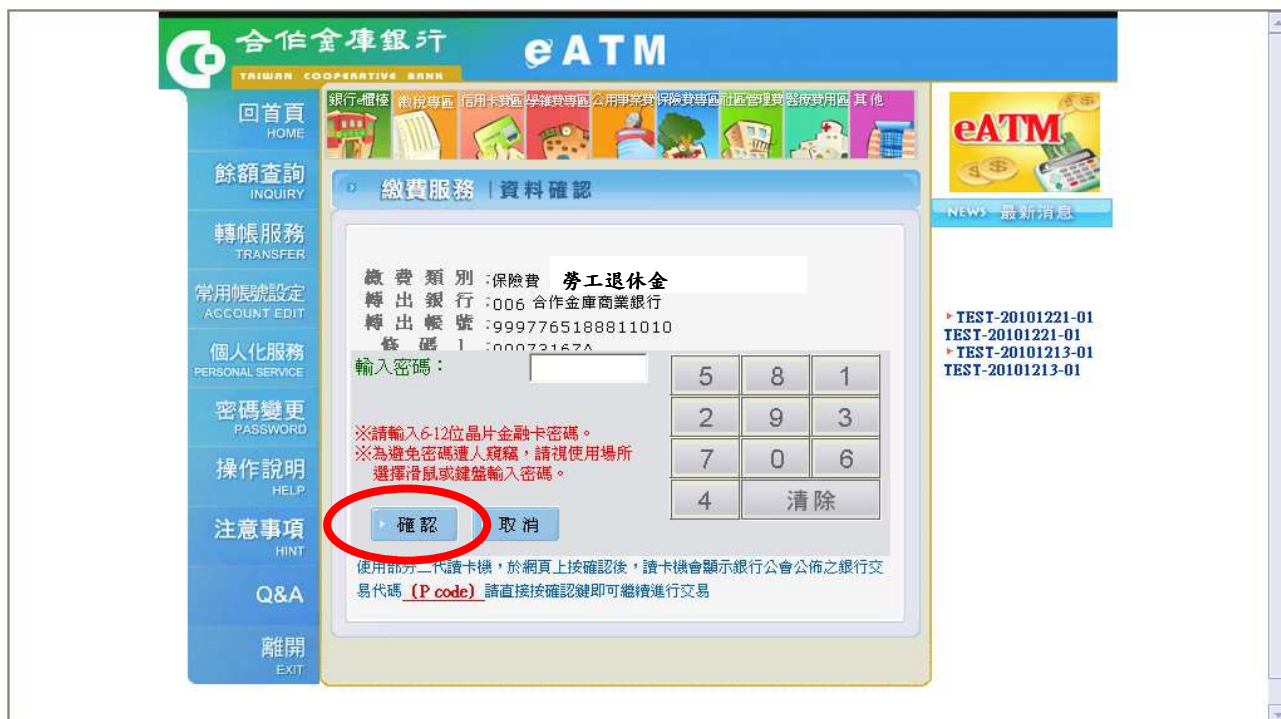 合作金庫銀行
TAIWAN COOPERATIVE BANK
eATM
回首頁
HOME
餘額查詢
INQUIRY
轉帳服務
TRANSFER
常用帳號設定
ACCOUNT EDIT
個人化服務
PERSONAL SERVICE
密碼變更
PASSWORD
操作說明
HELP
注意事項
HINT
Q&A
離開
EXIT
銀行e櫃檯 繳稅專區 信用卡費區 學雜費專區 公用事業費 保險費專區 社區管理費 醫療費用區 其他
繳費服務 | 資料確認
繳費類別:保險費 勞工退休金
轉出銀行:006 合作金庫商業銀行
轉出帳號:9997765188811010
條碼1:00073167A
輸入密碼：
5 8 1
2 9 3
7 0 6
4 清除
※請輸入6-12位晶片金融卡密碼。
※為避免密碼遭人窺竊，請視使用場所
選擇滑鼠或鍵盤輸入密碼。
確認 取消
使用部分二代讀卡機，於網頁上按確認後，讀卡機會顯示銀行公會公佈之銀行交
易代碼 (P code) 請直接按確認鍵即可繼續進行交易
eATM
NEWS 最新消息
TEST-20101221-01
TEST-20101221-01
TEST-20101213-01
TEST-20101213-01